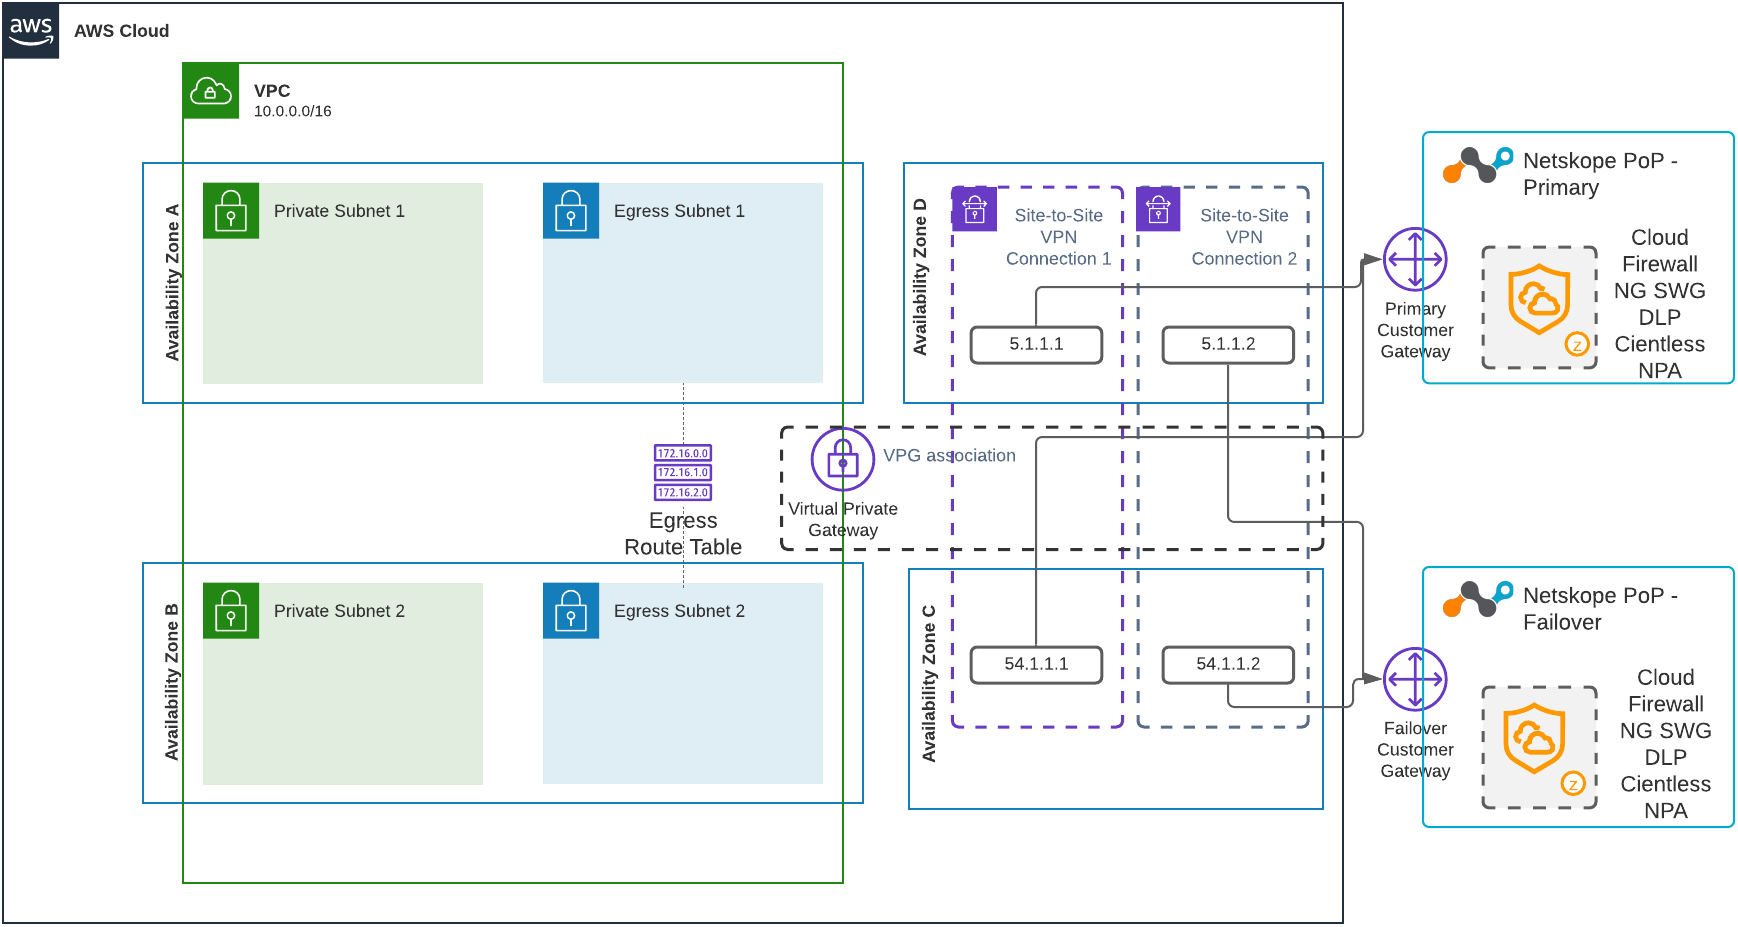 aws
AWS Cloud
VPC
10.0.0.0/16
Availability Zone A
Private Subnet 1
Egress Subnet 1
172.16.0.0
172.16.1.0
172.16.2.0
Egress
Route Table
Availability Zone B
Private Subnet 2
Egress Subnet 2
Virtual Private
Gateway
VPG association
Availability Zone D
Site-to-Site
VPN
Connection 1
Site-to-Site
VPN
Connection 2
5.1.1.1
5.1.1.2
Availability Zone C
54.1.1.1
54.1.1.2
Primary
Customer
Gateway
Netskope PoP -
Primary
Cloud
Firewall
NG SWG
DLP
Cientless
NPA
z
Failover
Customer
Gateway
Netskope PoP -
Failover
Cloud
Firewall
NG SWG
DLP
Cientless
NPA
z